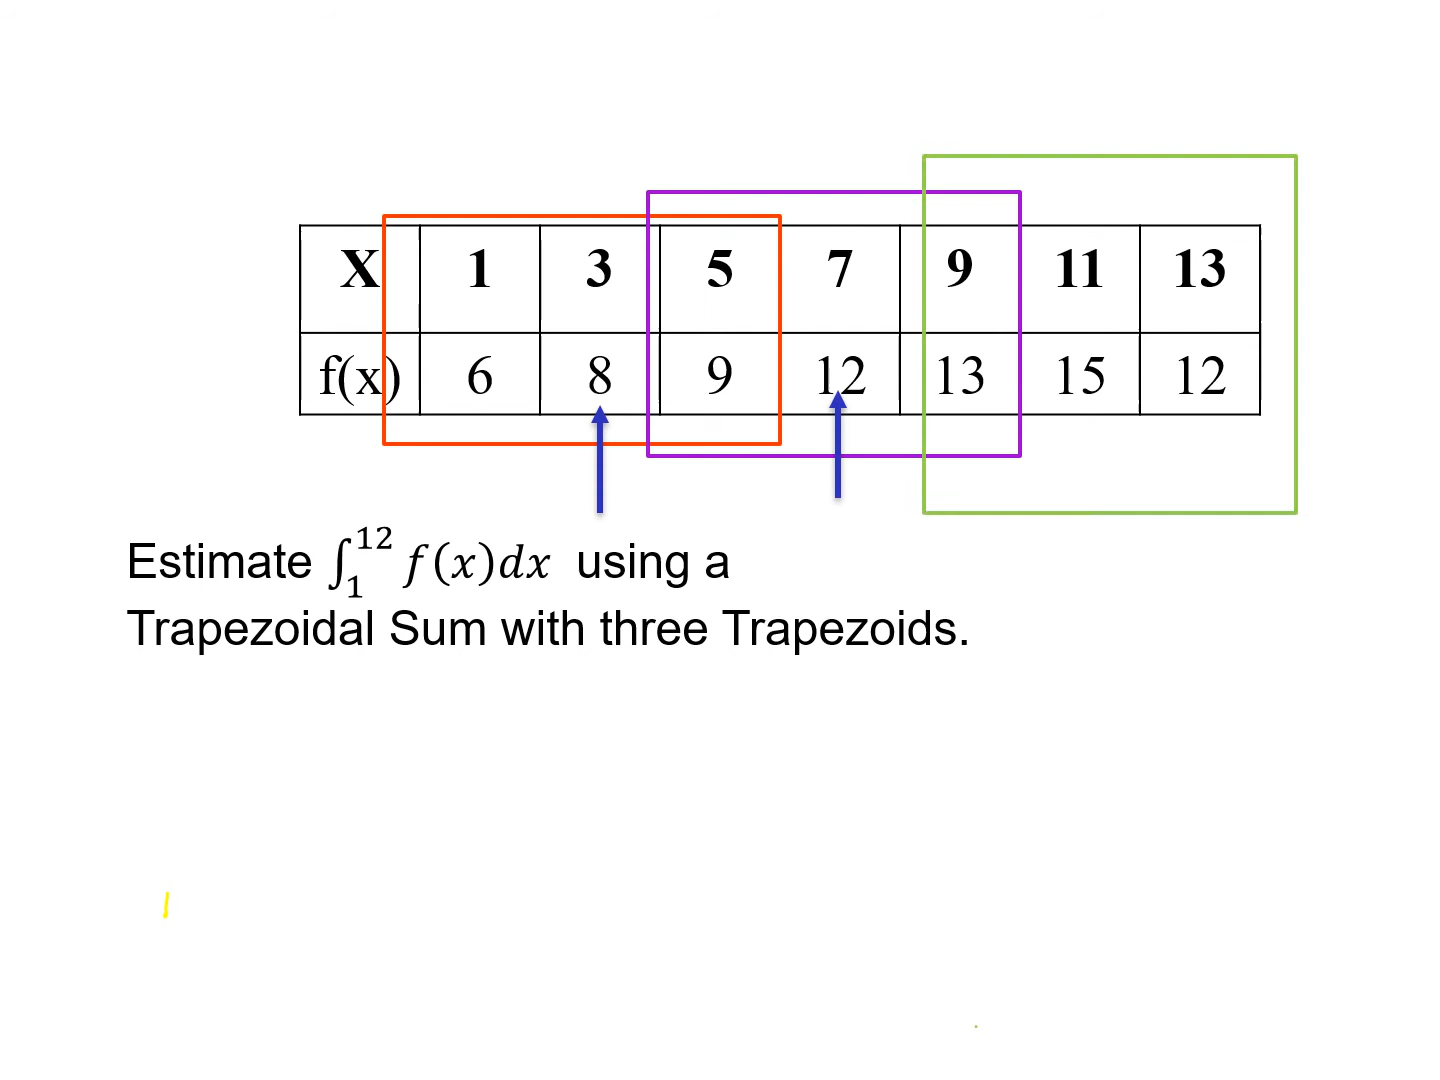 X 1 3 5 7 9 11 13
f(x) 6 8 9 12 13 15 12
Estimate ∫₁¹² f(x)dx using a
Trapezoidal Sum with three Trapezoids.